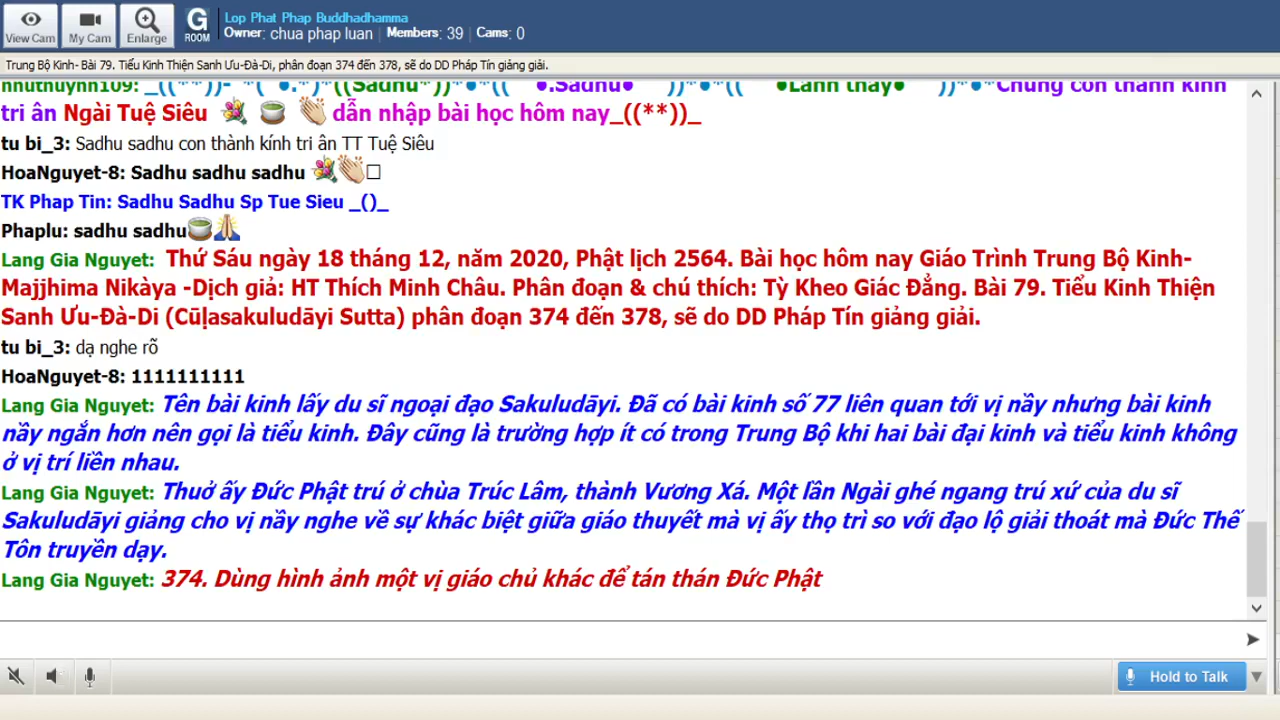 Lop Phat Phap Buddhadhamma
Owner: chua phap luan Members: 39 Cams: 0
View Cam My Cam Enlarge G ROOM
Trung Bộ Kinh- Bài 79. Tiểu Kinh Thiện Sanh Ưu-Đà-Di, phân đoạn 374 đến 378, sẽ do DD Pháp Tín giảng giải.
nhuthuynh109: _((**))- *(¨●.*)*((Sadhu*))*●*((¨ ¨●.Sadhu● ))*●*((¨ ¨●Lành thay● ))*●*Chúng con thành kính
tri ân Ngài Tuệ Siêu 💐 🍵 👏 dẫn nhập bài học hôm nay_((**))_
tu bi_3: Sadhu sadhu con thành kính tri ân TT Tuệ Siêu
HoaNguyet-8: Sadhu sadhu sadhu 💐👏□
TK Phap Tin: Sadhu Sadhu Sp Tue Sieu _()_
Phaplu: sadhu sadhu🍵🙏
Lang Gia Nguyet: Thứ Sáu ngày 18 tháng 12, năm 2020, Phật lịch 2564. Bài học hôm nay Giáo Trình Trung Bộ Kinh-
Majjhima Nikàya -Dịch giả: HT Thích Minh Châu. Phân đoạn & chú thích: Tỳ Kheo Giác Đẳng. Bài 79. Tiểu Kinh Thiện
Sanh Ưu-Đà-Di (Cūḷasakuludāyi Sutta) phân đoạn 374 đến 378, sẽ do DD Pháp Tín giảng giải.
tu bi_3: dạ nghe rõ
HoaNguyet-8: 1111111111
Lang Gia Nguyet: Tên bài kinh lấy du sĩ ngoại đạo Sakuludāyi. Đã có bài kinh số 77 liên quan tới vị nầy nhưng bài kinh
nầy ngắn hơn nên gọi là tiểu kinh. Đây cũng là trường hợp ít có trong Trung Bộ khi hai bài đại kinh và tiểu kinh không
ở vị trí liền nhau.
Lang Gia Nguyet: Thuở ấy Đức Phật trú ở chùa Trúc Lâm, thành Vương Xá. Một lần Ngài ghé ngang trú xứ của du sĩ
Sakuludāyi giảng cho vị nầy nghe về sự khác biệt giữa giáo thuyết mà vị ấy thọ trì so với đạo lộ giải thoát mà Đức Thế
Tôn truyền dạy.
Lang Gia Nguyet: 374. Dùng hình ảnh một vị giáo chủ khác để tán thán Đức Phật
Hold to Talk